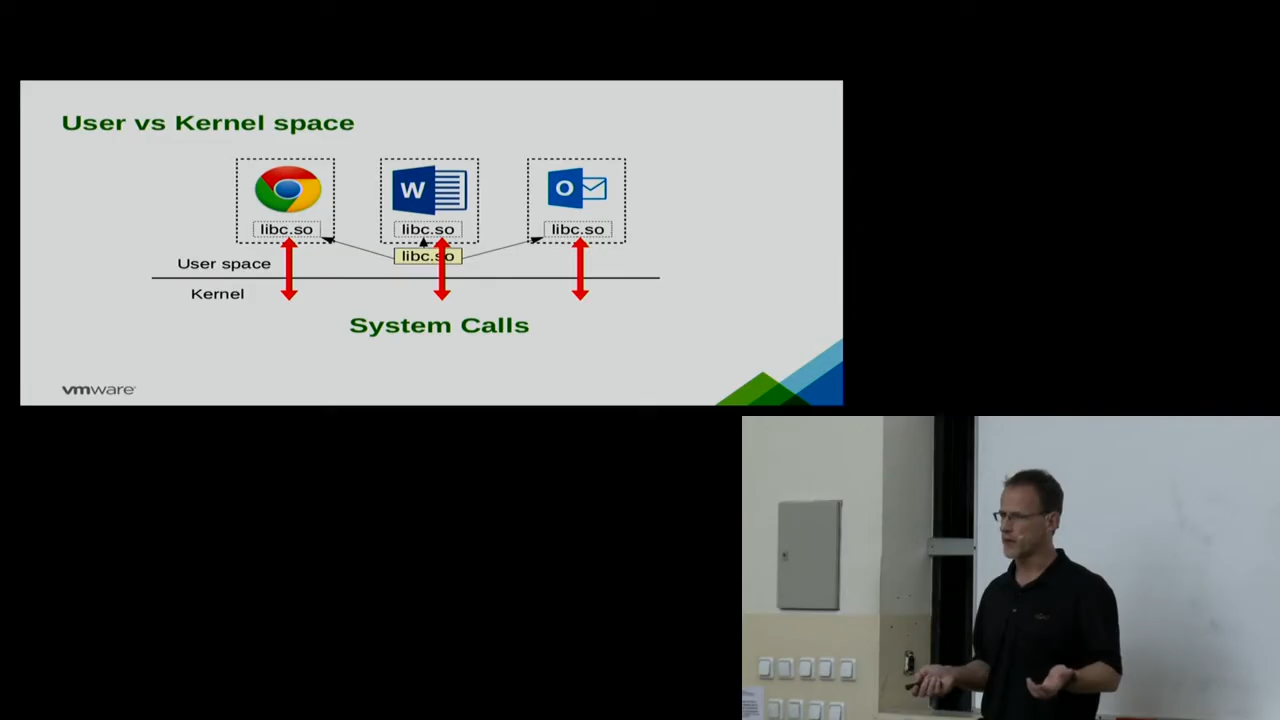 User vs Kernel space
W
O
libc.so
libc.so
libc.so
libc.so
User space
Kernel
System Calls
vmware